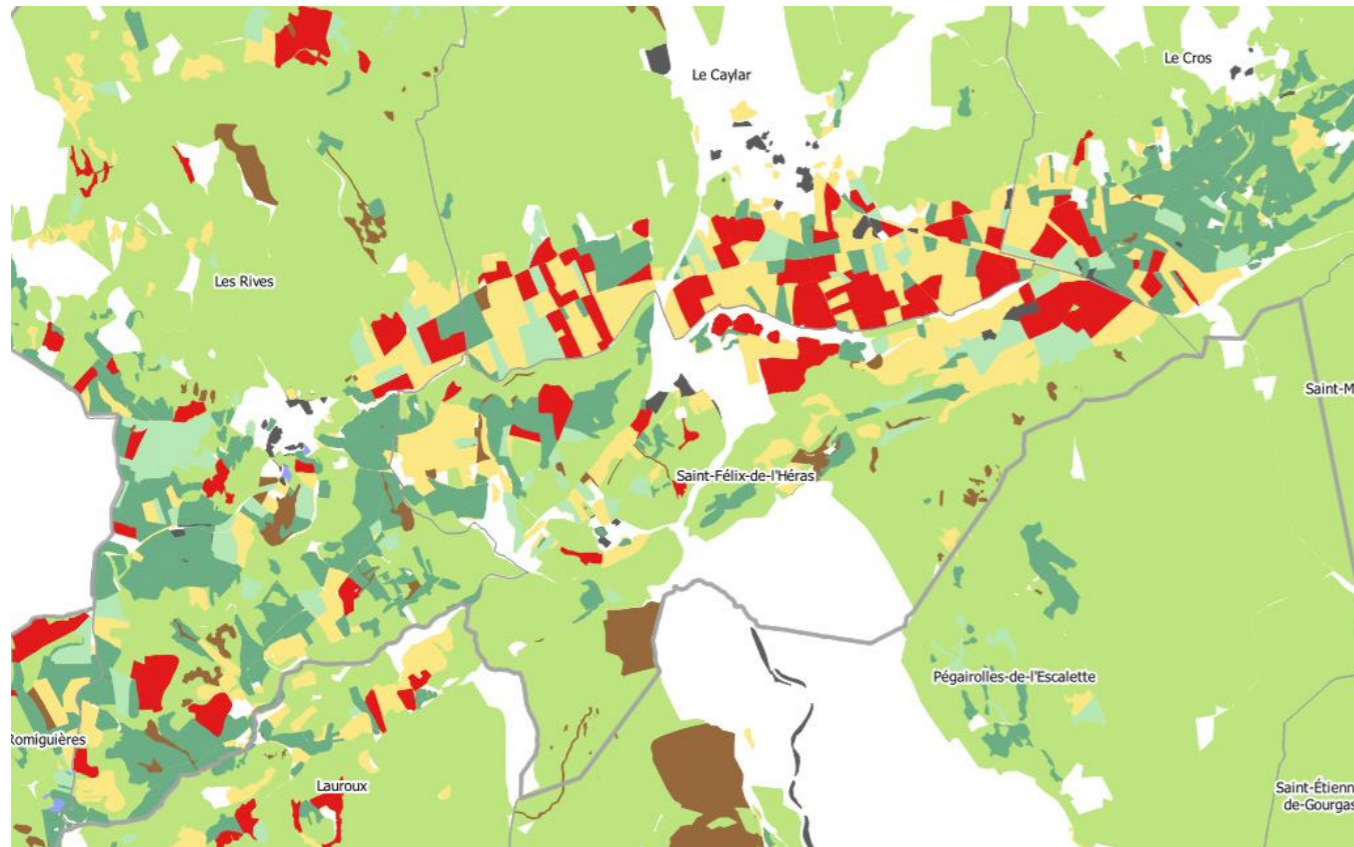 Le Cros
Le Caylar
Les Rives
Saint-M
Saint-Félix-de-l'Héras
Pégairolles-de-l'Escalette
Romiguières
Lauroux
Saint-Étienn
de-Gourgas